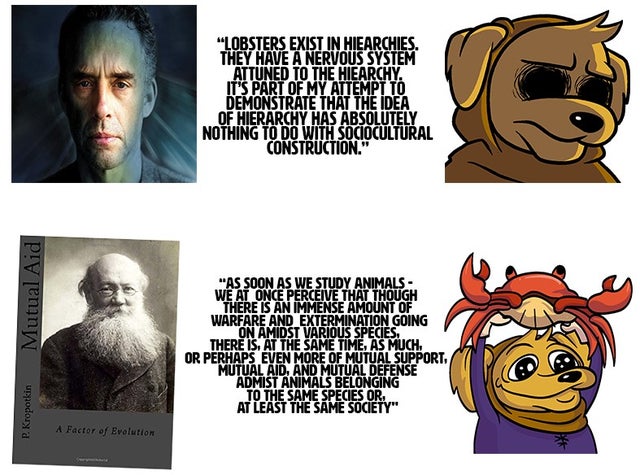 “LOBSTERS EXIST IN HIEARCHIES.
THEY HAVE A NERVOUS SYSTEM
ATTUNED TO THE HIEARCHY.
IT’S PART OF MY ATTEMPT TO
DEMONSTRATE THAT THE IDEA
OF HIERARCHY HAS ABSOLUTELY
NOTHING TO DO WITH SOCIOCULTURAL
CONSTRUCTION.”
P. Kropotkin Mutual Aid
A Factor of Evolution
“AS SOON AS WE STUDY ANIMALS -
WE AT ONCE PERCEIVE THAT THOUGH
THERE IS AN IMMENSE AMOUNT OF
WARFARE AND EXTERMINATION GOING
ON AMIDST VARIOUS SPECIES,
THERE IS, AT THE SAME TIME, AS MUCH,
OR PERHAPS EVEN MORE OF MUTUAL SUPPORT,
MUTUAL AID, AND MUTUAL DEFENSE
ADMIST ANIMALS BELONGING
TO THE SAME SPECIES OR,
AT LEAST THE SAME SOCIETY”